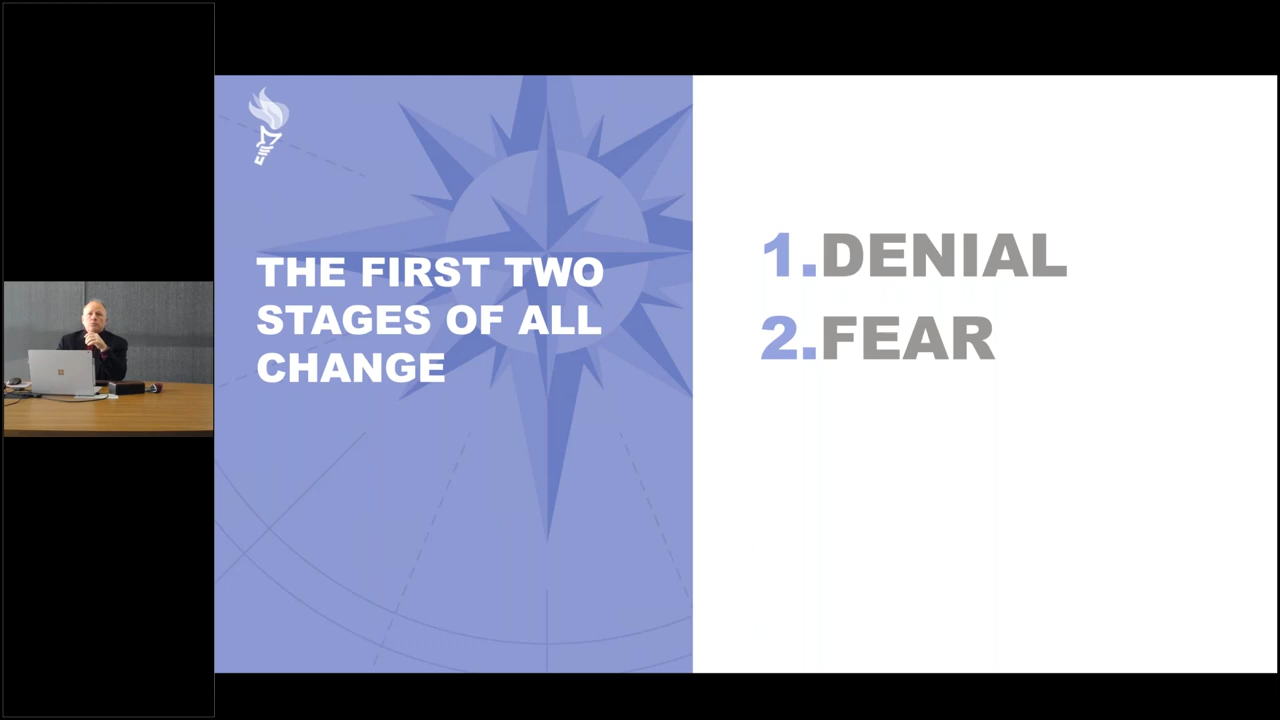 THE FIRST TWO
STAGES OF ALL
CHANGE
1.DENIAL
2.FEAR